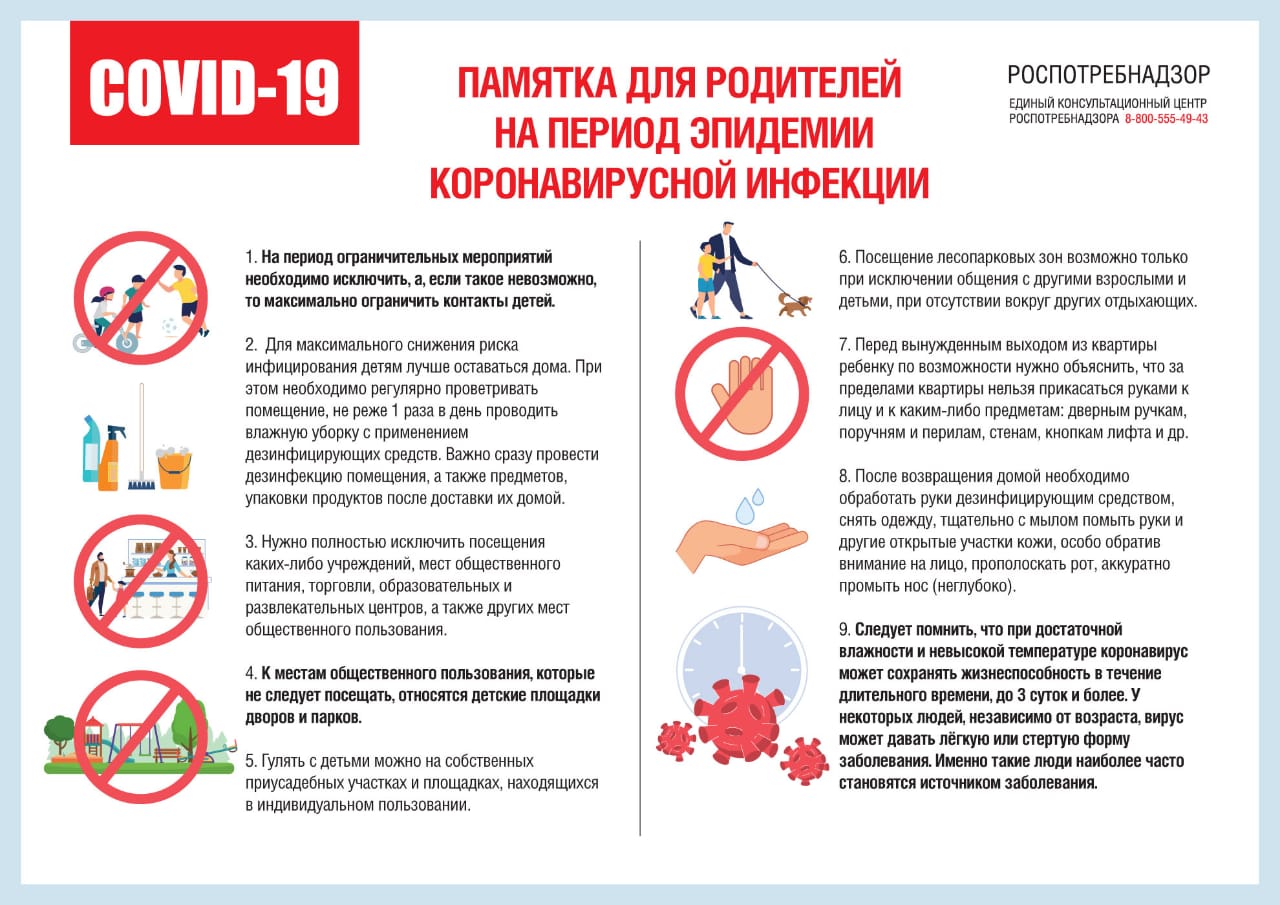 COVID-19
ПАМЯТКА ДЛЯ РОДИТЕЛЕЙ
НА ПЕРИОД ЭПИДЕМИИ
КОРОНАВИРУСНОЙ ИНФЕКЦИИ
РОСПОТРЕБНАДЗОР
ЕДИНЫЙ КОНСУЛЬТАЦИОННЫЙ ЦЕНТР
РОСПОТРЕБНАДЗОРА 8-800-555-49-43
1. На период ограничительных мероприятий
необходимо исключить, а, если такое невозможно,
то максимально ограничить контакты детей.
2. Для максимального снижения риска
инфицирования детям лучше оставаться дома. При
этом необходимо регулярно проветривать
помещение, не реже 1 раза в день проводить
влажную уборку с применением
дезинфицирующих средств. Важно сразу провести
дезинфекцию помещения, а также предметов,
упаковки продуктов после доставки их домой.
3. Нужно полностью исключить посещения
каких-либо учреждений, мест общественного
питания, торговли, образовательных и
развлекательных центров, а также других мест
общественного пользования.
4. К местам общественного пользования, которые
не следует посещать, относятся детские площадки
дворов и парков.
5. Гулять с детьми можно на собственных
приусадебных участках и площадках, находящихся
в индивидуальном пользовании.
6. Посещение лесопарковых зон возможно только
при исключении общения с другими взрослыми и
детьми, при отсутствии вокруг других отдыхающих.
7. Перед вынужденным выходом из квартиры
ребенку по возможности нужно объяснить, что за
пределами квартиры нельзя прикасаться руками к
лицу и к каким-либо предметам: дверным ручкам,
поручням и перилам, стенам, кнопкам лифта и др.
8. После возвращения домой необходимо
обработать руки дезинфицирующим средством,
снять одежду, тщательно с мылом помыть руки и
другие открытые участки кожи, особо обратив
внимание на лицо, прополоскать рот, аккуратно
промыть нос (неглубоко).
9. Следует помнить, что при достаточной
влажности и невысокой температуре коронавирус
может сохранять жизнеспособность в течение
длительного времени, до 3 суток и более. У
некоторых людей, независимо от возраста, вирус
может давать лёгкую или стертую форму
заболевания. Именно такие люди наиболее часто
становятся источником заболевания.